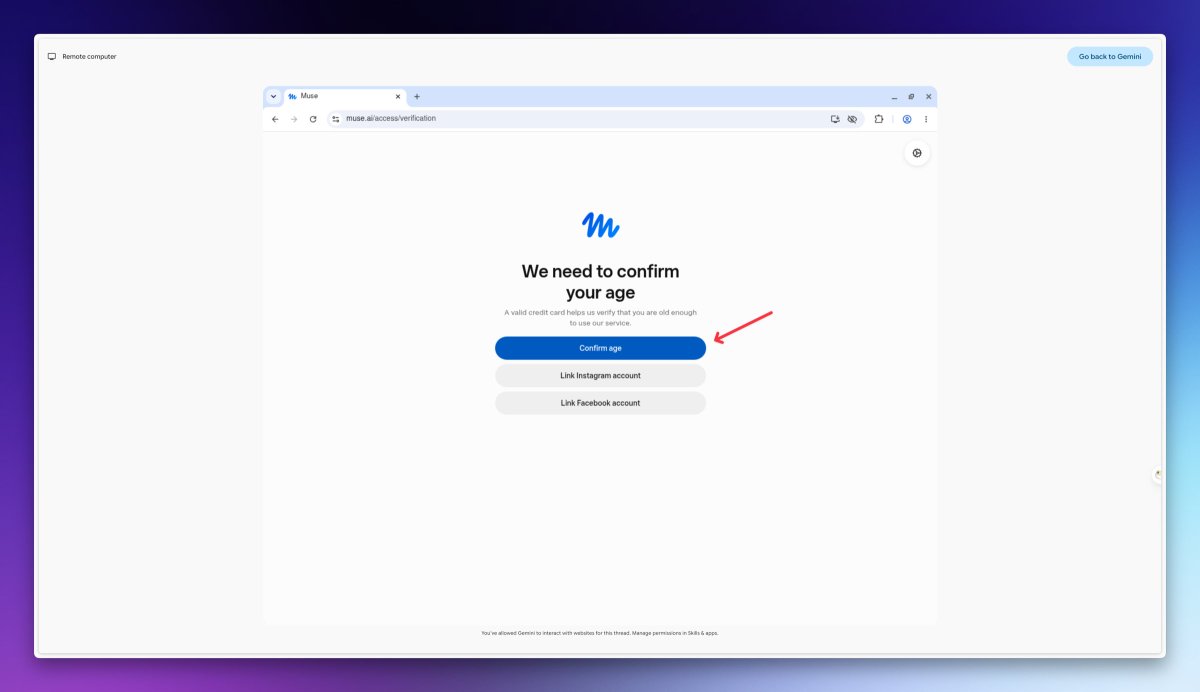 Remote computer
Go back to Gemini
Muse
muse.ai/access/verification
We need to confirm
your age
A valid credit card helps us verify that you are old enough
to use our service.
Confirm age
Link Instagram account
Link Facebook account
You've allowed Gemini to interact with websites for this thread. Manage permissions in Skills & apps.